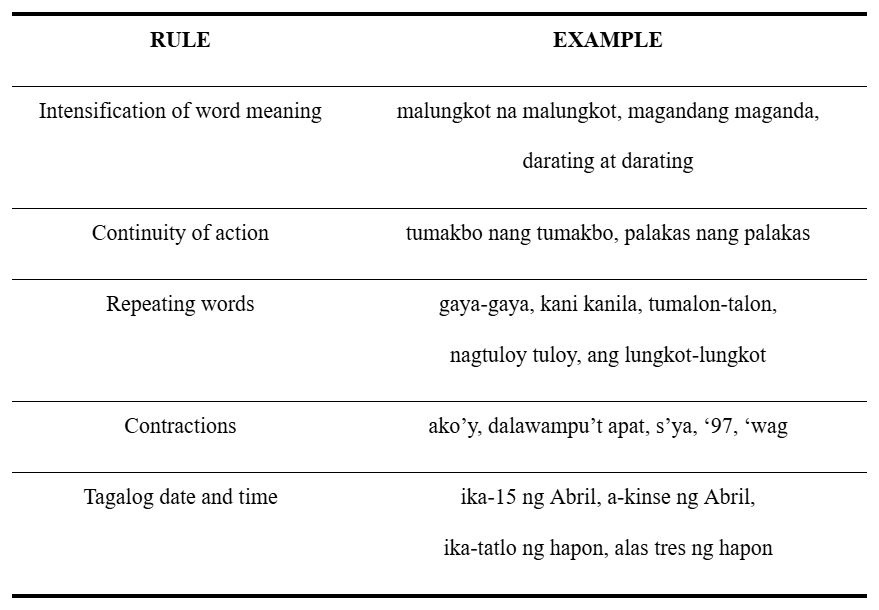 RULE EXAMPLE
Intensification of word meaning malungkot na malungkot, magandang maganda,
darating at darating
Continuity of action tumakbo nang tumakbo, palakas nang palakas
Repeating words gaya-gaya, kani kanila, tumalon-talon,
nagtuloy tuloy, ang lungkot-lungkot
Contractions ako’y, dalawampu’t apat, s’ya, ‘97, ‘wag
Tagalog date and time ika-15 ng Abril, a-kinse ng Abril,
ika-tatlo ng hapon, alas tres ng hapon